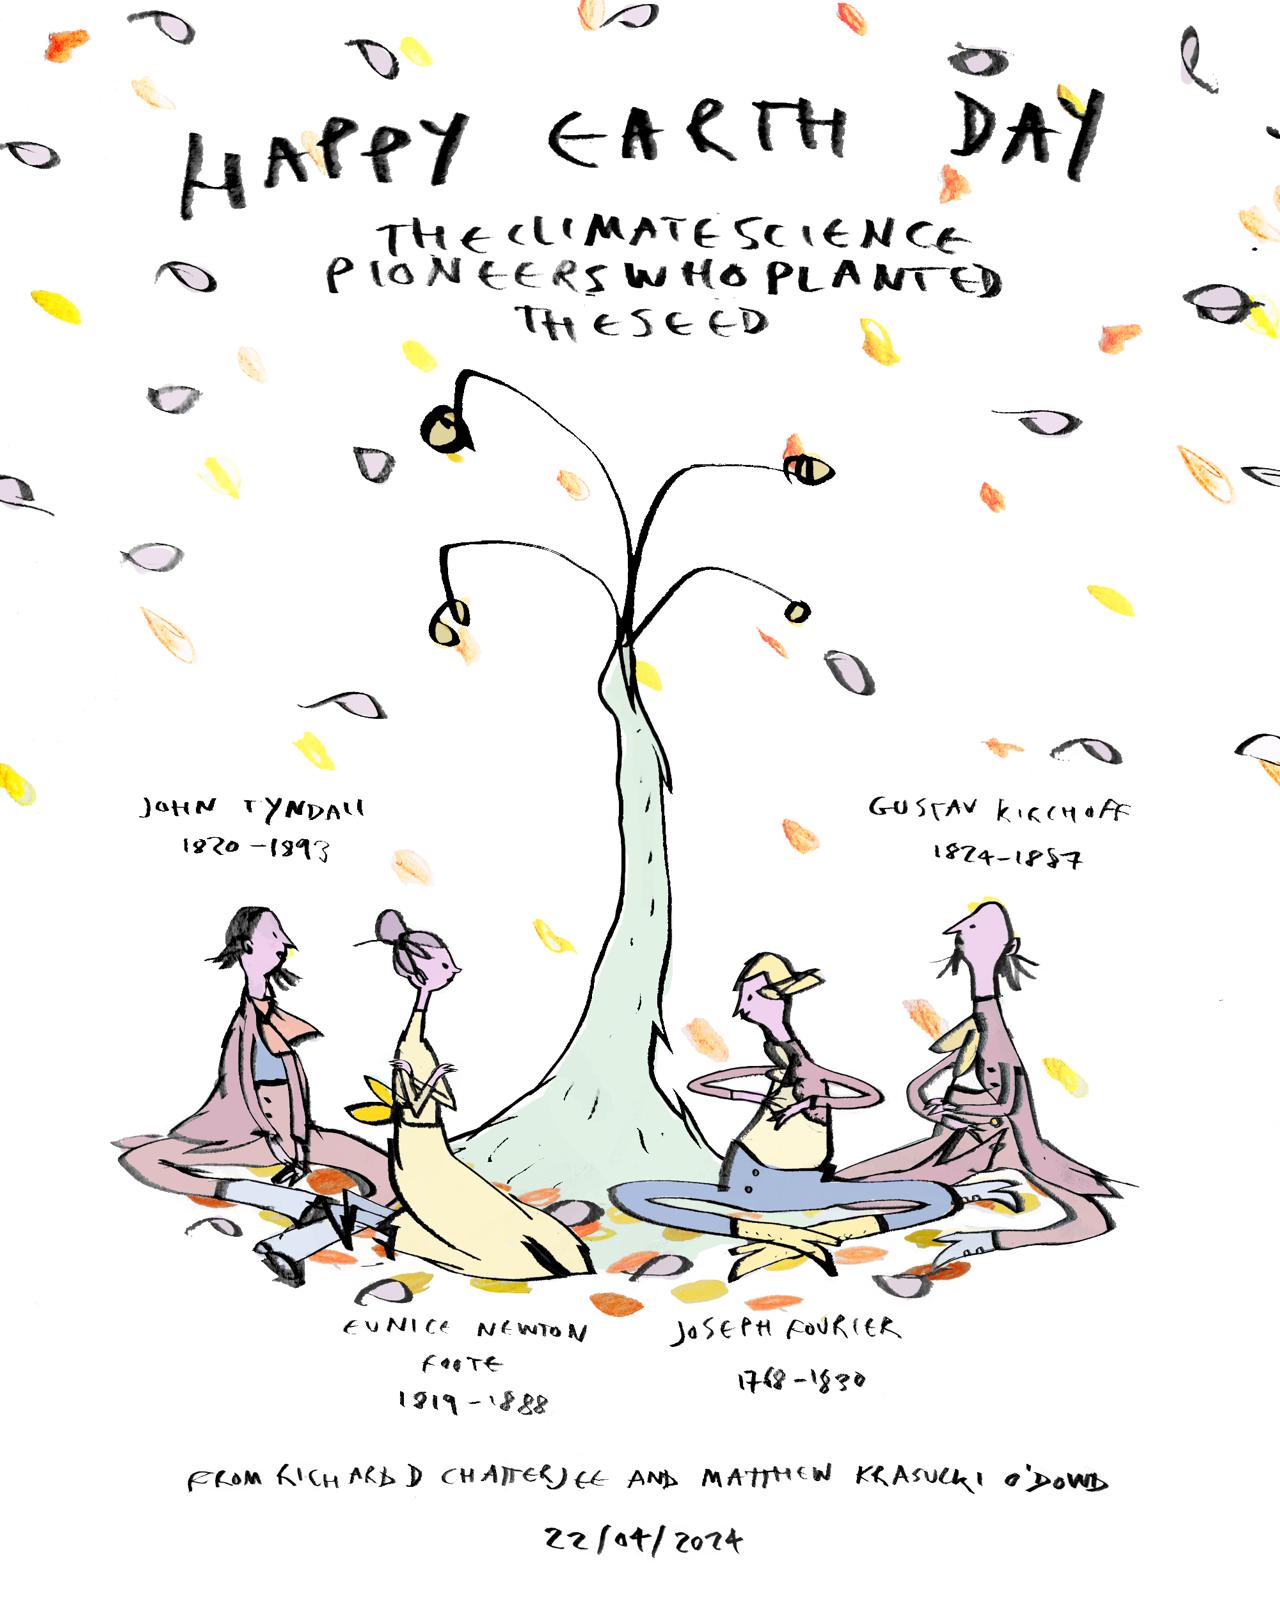 HAPPY EARTH DAY
THE CLIMATE SCIENCE
PIONEERS WHO PLANTED
THE SEED
JOHN TYNDALL
1820-1893
GUSTAV KIRCHOFF
1824-1887
EUNICE NEWTON
FOOTE
1819-1888
JOSEPH FOURIER
1768-1830
FROM RICHARD D CHATTERJEE AND MATTHEW KRASUCKI O'DOWD
22/04/2024